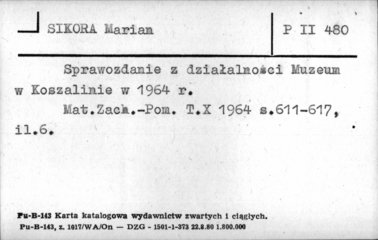 SIKORA Marian
P II 480
Sprawozdanie z działalności Muzeum
w Koszalinie w 1964 r.
Mat.Zach.-Pom. T.X 1964 s.611-617,
il.6.
Pu-B-143 Karta katalogowa wydawnictw zwartych i ciągłych.
Pu-B-143, z. 1617/WA/On — DZG - 1501-1-373 22.8.80 1.800.000